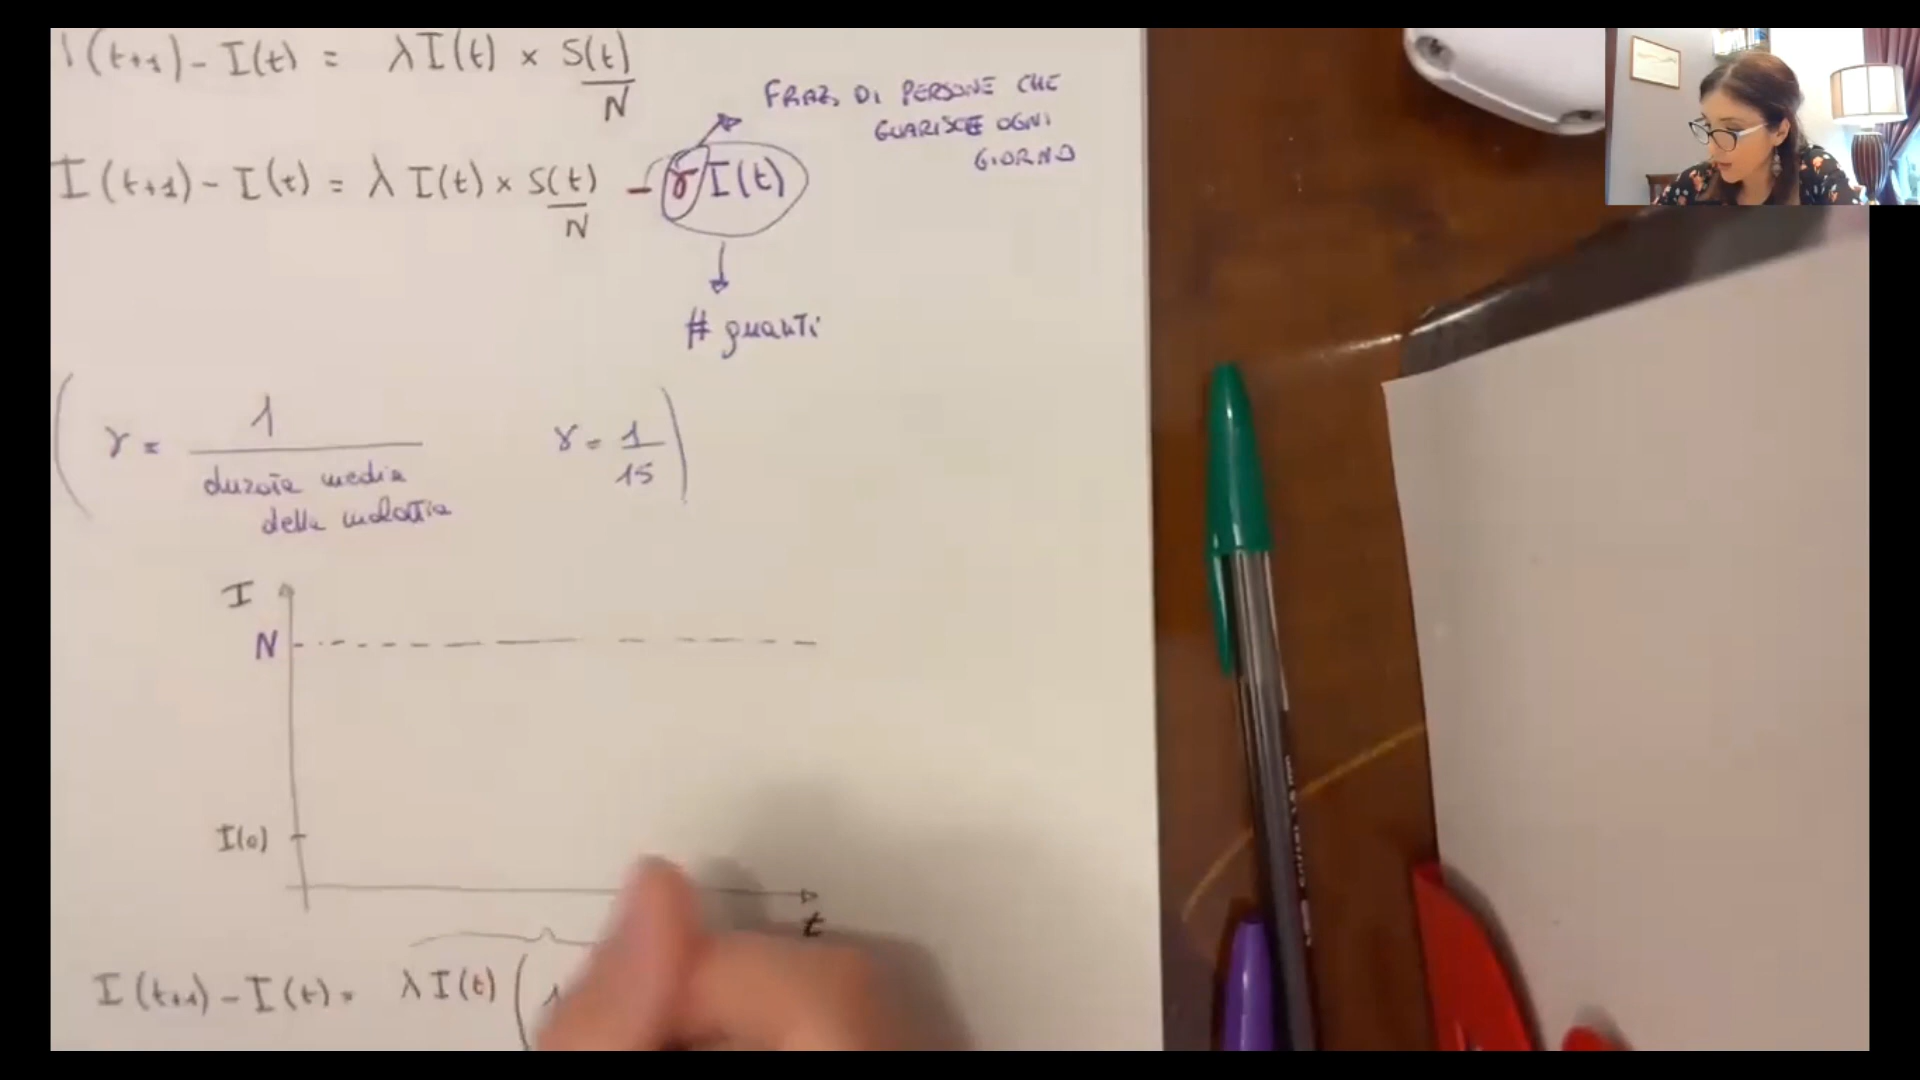 I(t+1) - I(t) = λ I(t) × S(t)/N
FRAZ. DI PERSONE CHE
GUARISCE OGNI
GIORNO
I(t+1) - I(t) = λ I(t) × S(t)/N - γ I(t)
# guariti
γ = 1 / durata media
della malattia
γ = 1/15
I
N
I(0)
t
I(t+1) - I(t) = λ I(t) ( 1